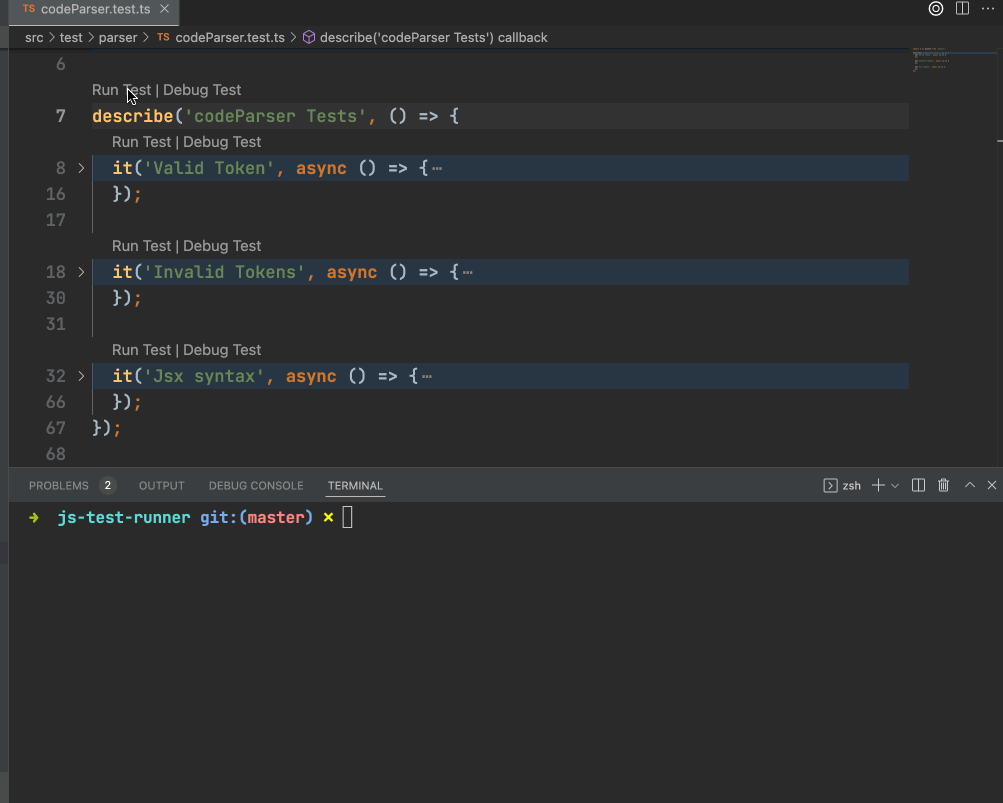 TS codeParser.test.ts
src > test > parser > TS codeParser.test.ts > describe('codeParser Tests') callback
6
Run Test | Debug Test
7 describe('codeParser Tests', () => {
Run Test | Debug Test
8 > it('Valid Token', async () => {⋯
16 });
17
Run Test | Debug Test
18 > it('Invalid Tokens', async () => {⋯
30 });
31
Run Test | Debug Test
32 > it('Jsx syntax', async () => {⋯
66 });
67 });
68
PROBLEMS 2 OUTPUT DEBUG CONSOLE TERMINAL zsh
➜ js-test-runner git:(master) ✗